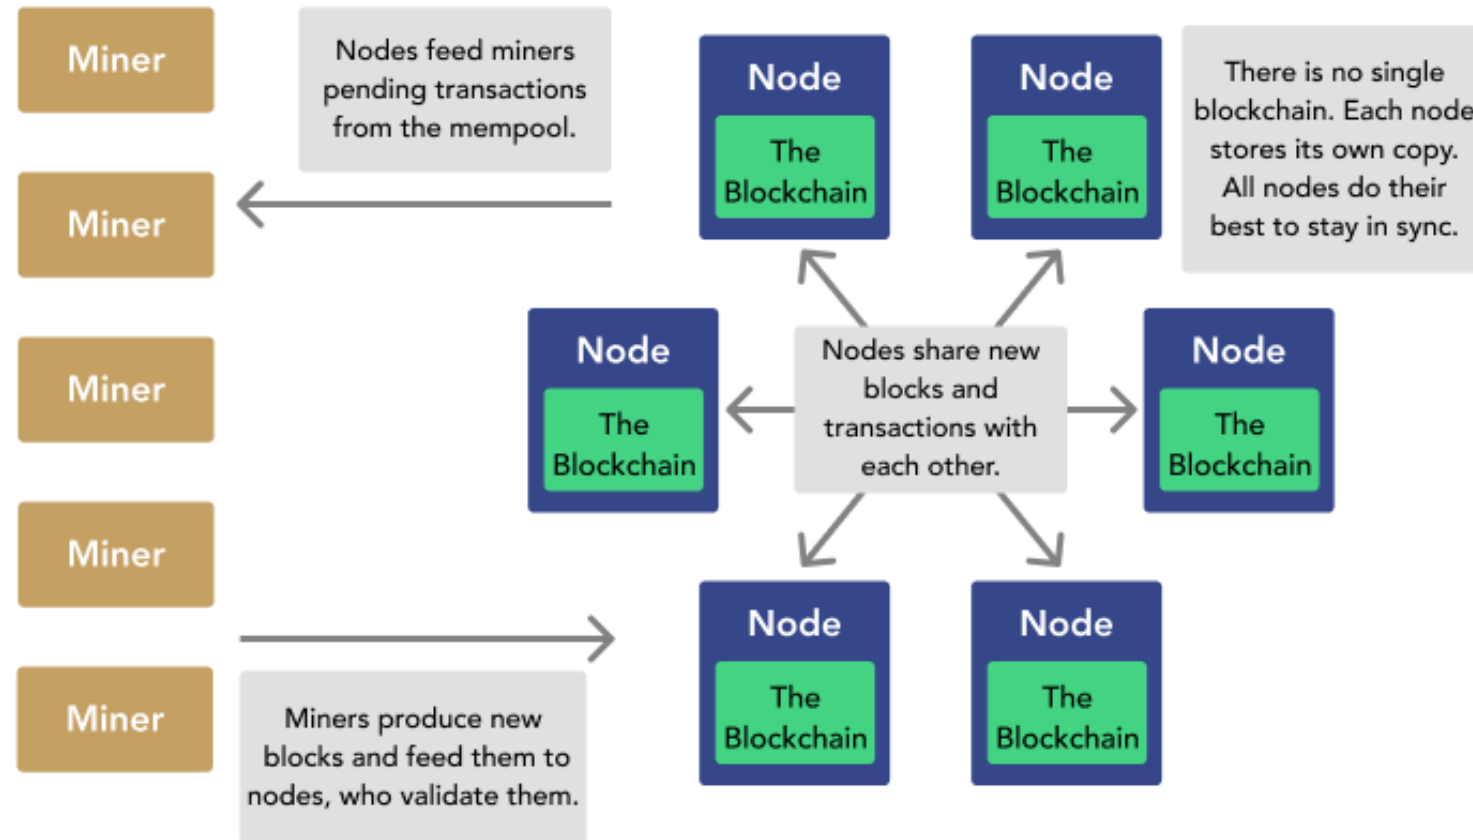 Miner
Miner
Miner
Miner
Miner
Nodes feed miners
pending transactions
from the mempool.
Miners produce new
blocks and feed them to
nodes, who validate them.
Node
The
Blockchain
Node
The
Blockchain
There is no single
blockchain. Each node
stores its own copy.
All nodes do their
best to stay in sync.
Node
The
Blockchain
Nodes share new
blocks and
transactions with
each other.
Node
The
Blockchain
Node
The
Blockchain
Node
The
Blockchain